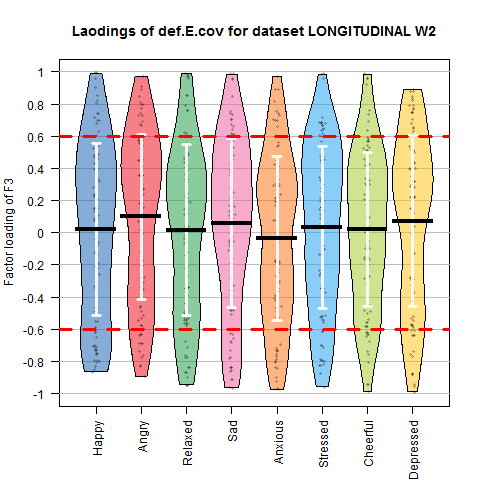 Laodings of def.E.cov for dataset LONGITUDINAL W2
Factor loading of F3
1
0.8
0.6
0.4
0.2
0
-0.2
-0.4
-0.6
-0.8
-1
Happy
Angry
Relaxed
Sad
Anxious
Stressed
Cheerful
Depressed